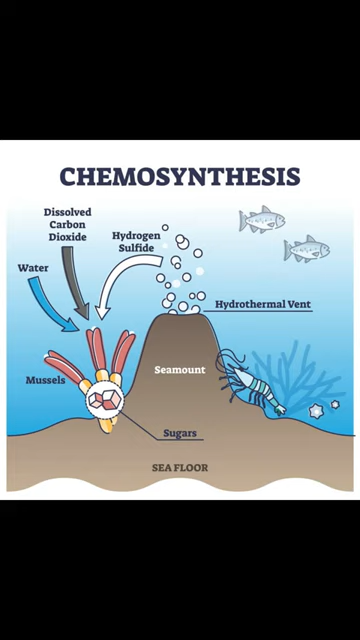 CHEMOSYNTHESIS
Dissolved
Carbon
Dioxide
Hydrogen
Sulfide
Water
Hydrothermal Vent
Seamount
Mussels
Sugars
SEA FLOOR